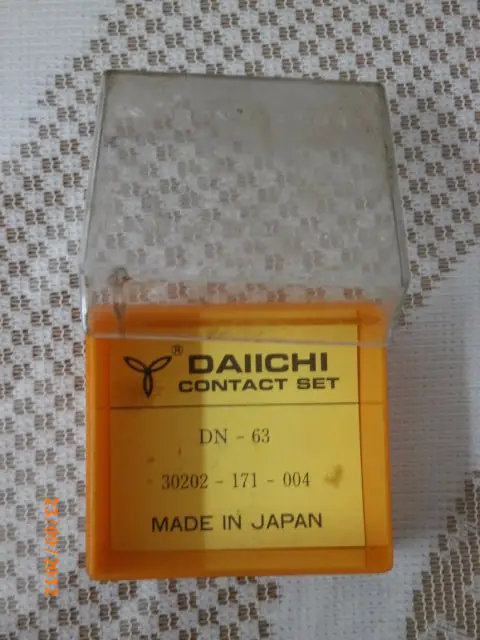 ® DAIICHI
CONTACT SET
DN - 63
30202 - 171 - 004
MADE IN JAPAN